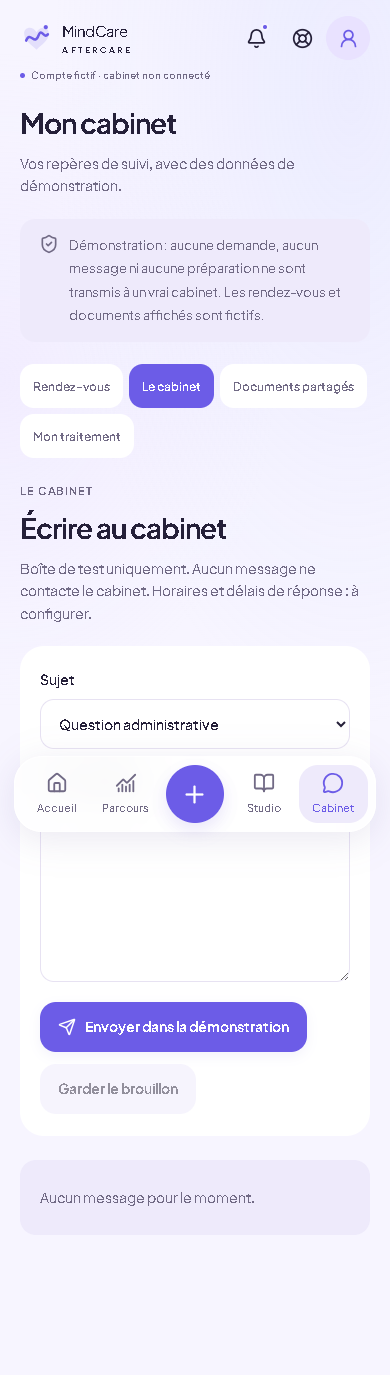 MindCare
AFTERCARE
Compte fictif · cabinet non connecté
Mon cabinet
Vos repères de suivi, avec des données de
démonstration.
Démonstration : aucune demande, aucun
message ni aucune préparation ne sont
transmis à un vrai cabinet. Les rendez-vous et
documents affichés sont fictifs.
Rendez-vous
Le cabinet
Documents partagés
Mon traitement
LE CABINET
Écrire au cabinet
Boîte de test uniquement. Aucun message ne
contacte le cabinet. Horaires et délais de réponse : à
configurer.
Sujet
Question administrative
Accueil
Parcours
Studio
Cabinet
Envoyer dans la démonstration
Garder le brouillon
Aucun message pour le moment.